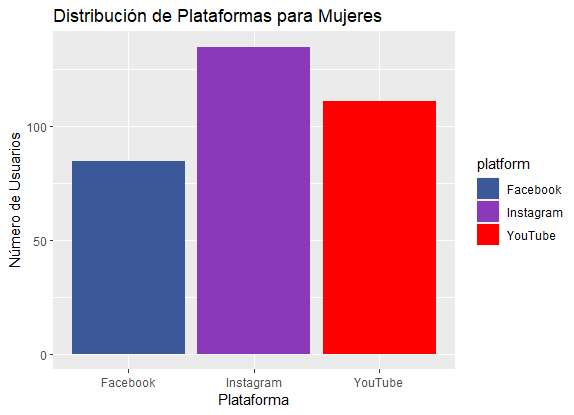 Distribución de Plataformas para Mujeres
Número de Usuarios
100
50
0
Facebook
Instagram
YouTube
Plataforma
platform
Facebook
Instagram
YouTube